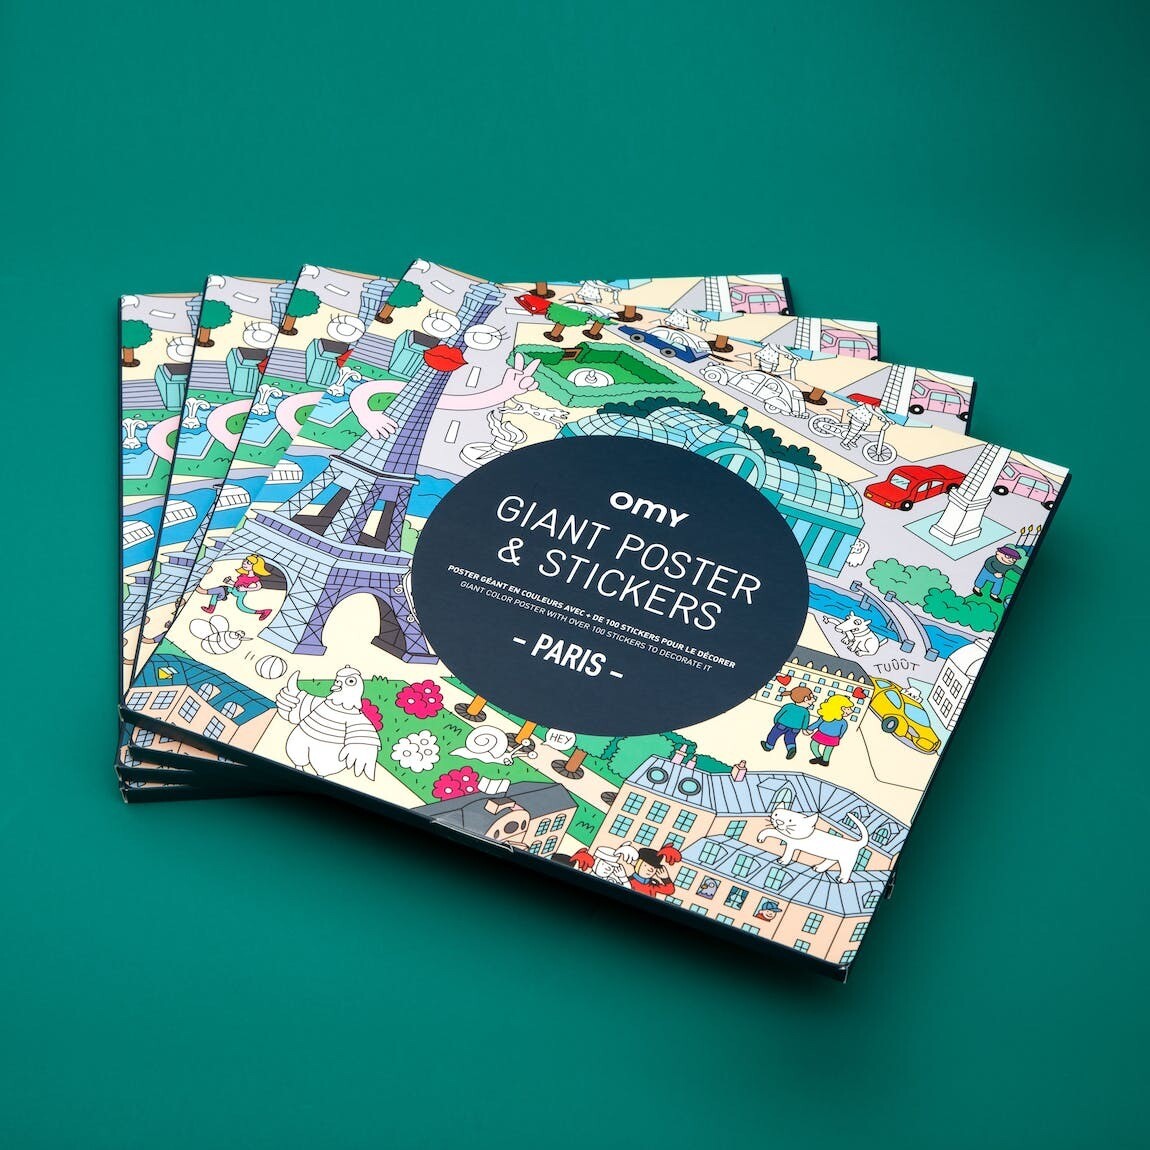 OMY
GIANT POSTER
& STICKERS
POSTER GÉANT EN COULEURS AVEC + DE 100 STICKERS POUR LE DÉCORER
GIANT COLOR POSTER WITH OVER 100 STICKERS TO DECORATE IT
- PARIS -
TUÛÛT
HEY